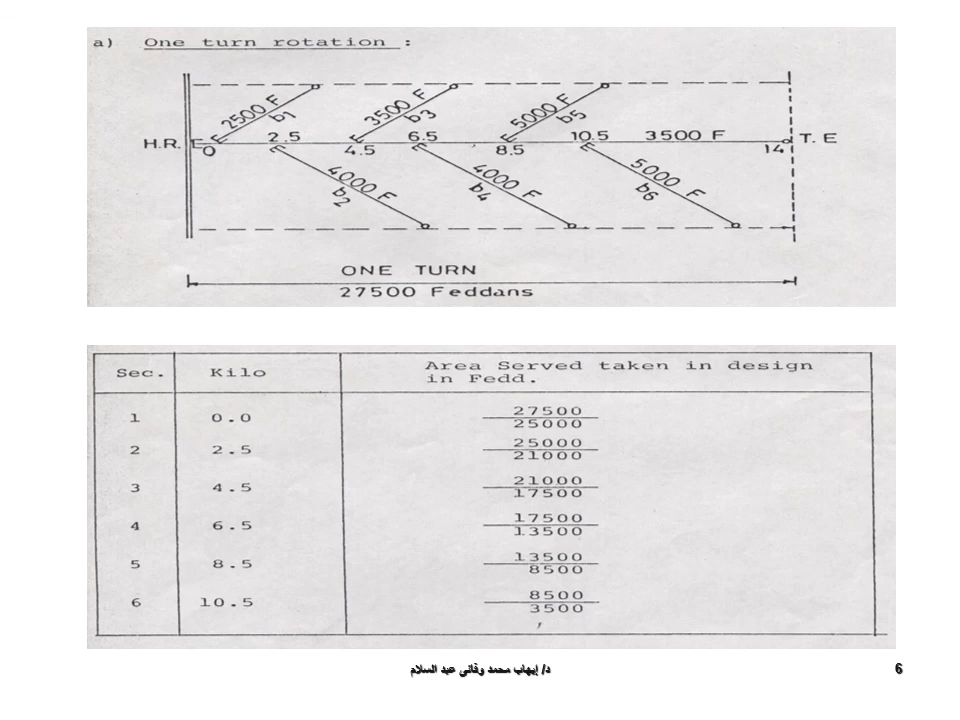 a) One turn rotation :
2500 F
b1
3500 F
b3
5000 F
b5
H.R.
E
E
0
2.5
E
4.5
6.5
E
8.5
10.5
3500 F
14
T. E
E
4000 F
b2
E
4000 F
b4
E
5000 F
b6
ONE TURN
27500 Feddans
Sec.
Kilo
Area Served taken in design
in Fedd.
1 0.0 27500
25000
2 2.5 25000
21000
3 4.5 21000
17500
4 6.5 17500
13500
5 8.5 13500
8500
6 10.5 8500
3500
د/ إيهاب محمد وفائى عبد السلام
6